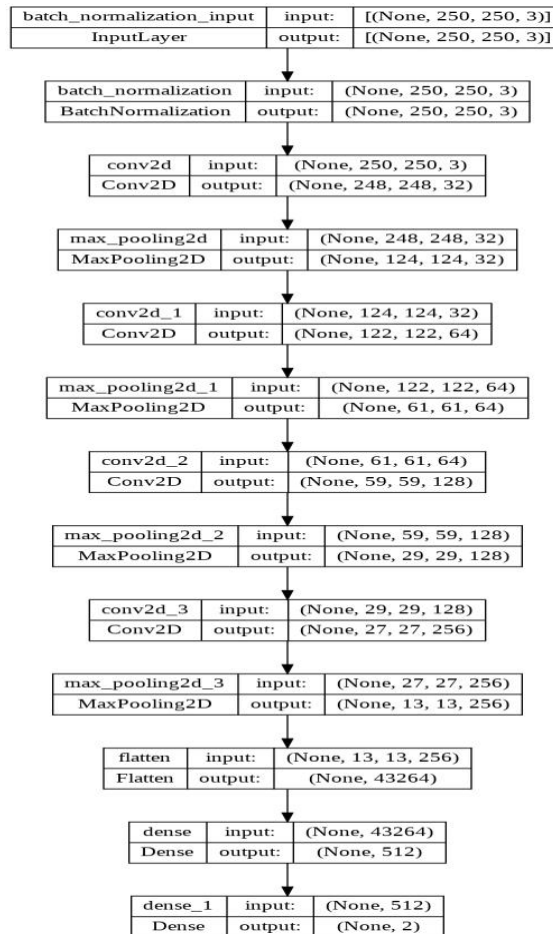 batch_normalization_input input: [(None, 250, 250, 3)]
InputLayer output: [(None, 250, 250, 3)]
batch_normalization input: (None, 250, 250, 3)
BatchNormalization output: (None, 250, 250, 3)
conv2d input: (None, 250, 250, 3)
Conv2D output: (None, 248, 248, 32)
max_pooling2d input: (None, 248, 248, 32)
MaxPooling2D output: (None, 124, 124, 32)
conv2d_1 input: (None, 124, 124, 32)
Conv2D output: (None, 122, 122, 64)
max_pooling2d_1 input: (None, 122, 122, 64)
MaxPooling2D output: (None, 61, 61, 64)
conv2d_2 input: (None, 61, 61, 64)
Conv2D output: (None, 59, 59, 128)
max_pooling2d_2 input: (None, 59, 59, 128)
MaxPooling2D output: (None, 29, 29, 128)
conv2d_3 input: (None, 29, 29, 128)
Conv2D output: (None, 27, 27, 256)
max_pooling2d_3 input: (None, 27, 27, 256)
MaxPooling2D output: (None, 13, 13, 256)
flatten input: (None, 13, 13, 256)
Flatten output: (None, 43264)
dense input: (None, 43264)
Dense output: (None, 512)
dense_1 input: (None, 512)
Dense output: (None, 2)